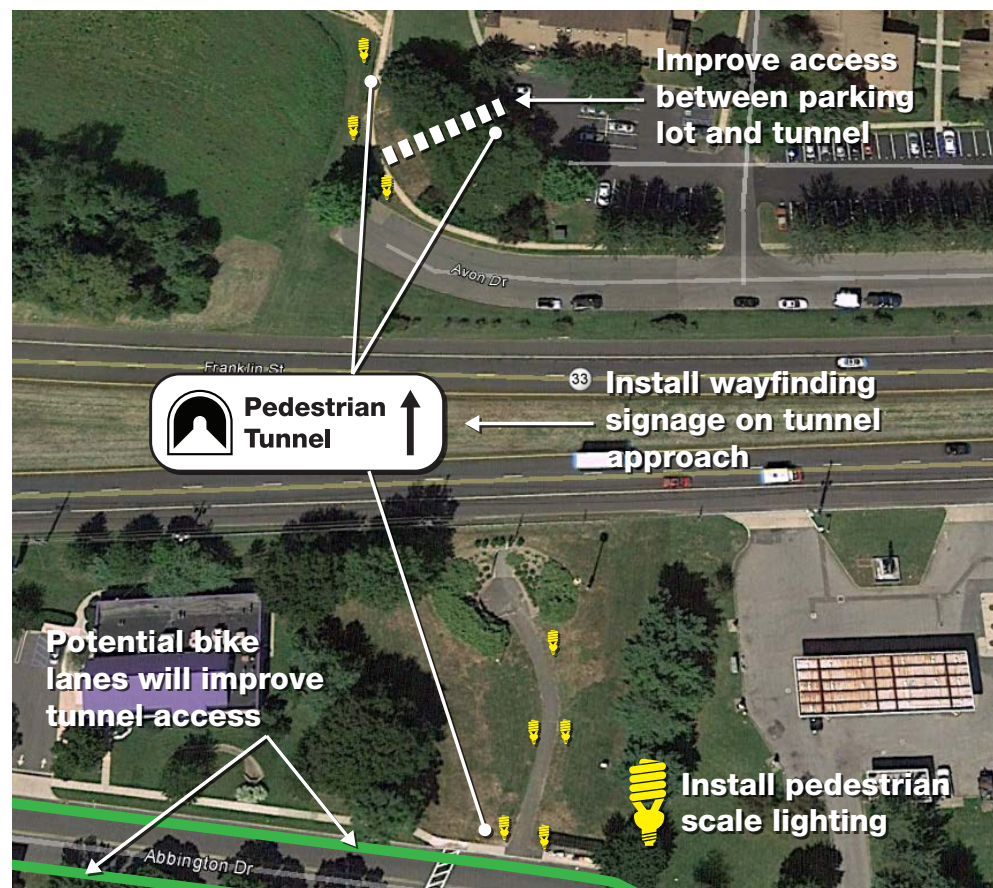 Improve access
between parking
lot and tunnel
Avon Dr
Franklin St
33
Pedestrian
Tunnel
Install wayfinding
signage on tunnel
approach
Potential bike
lanes will improve
tunnel access
Install pedestrian
scale lighting
Abbington Dr